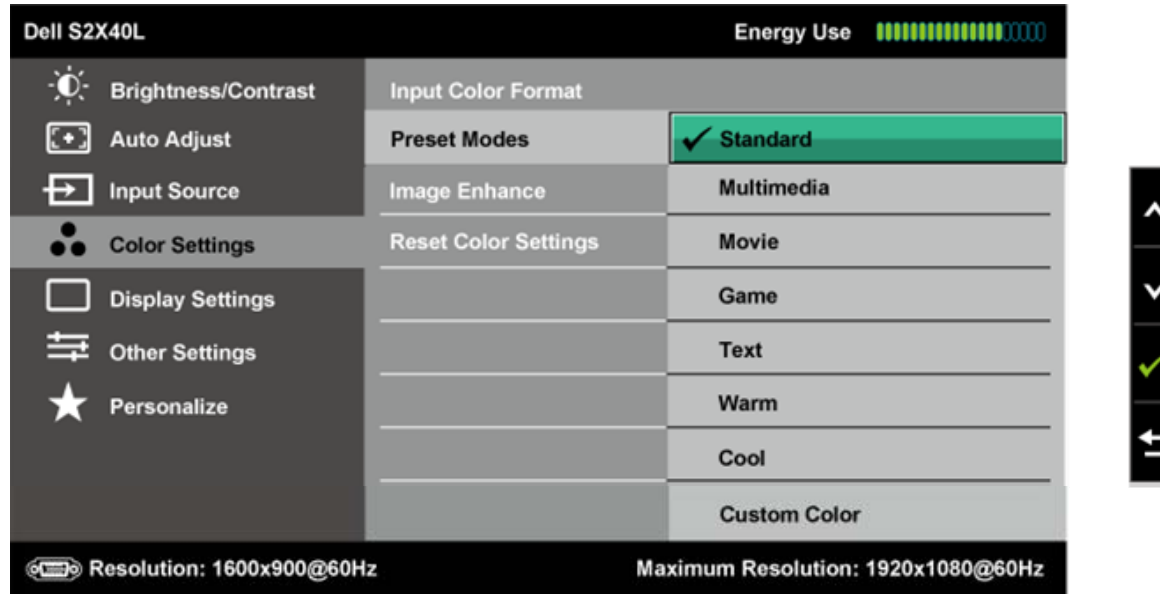 Dell S2X40L Energy Use
Brightness/Contrast Input Color Format
Auto Adjust Preset Modes Standard
Input Source Image Enhance Multimedia
Color Settings Reset Color Settings Movie
Display Settings Game
Other Settings Text
Personalize Warm
Cool
Custom Color
Resolution: 1600x900@60Hz Maximum Resolution: 1920x1080@60Hz